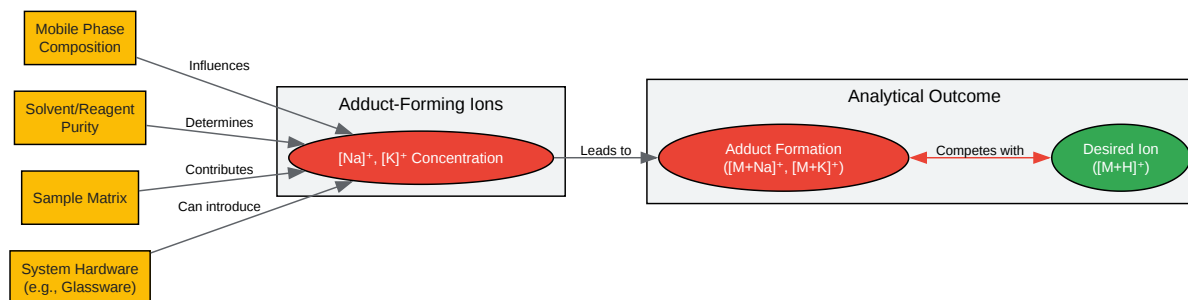 Mobile Phase
Composition
Solvent/Reagent
Purity
Sample Matrix
System Hardware
(e.g., Glassware)
Influences
Determines
Contributes
Can introduce
Adduct-Forming Ions
[Na]⁺, [K]⁺ Concentration
Leads to
Analytical Outcome
Adduct Formation
([M+Na]⁺, [M+K]⁺)
Competes with
Desired Ion
([M+H]⁺)